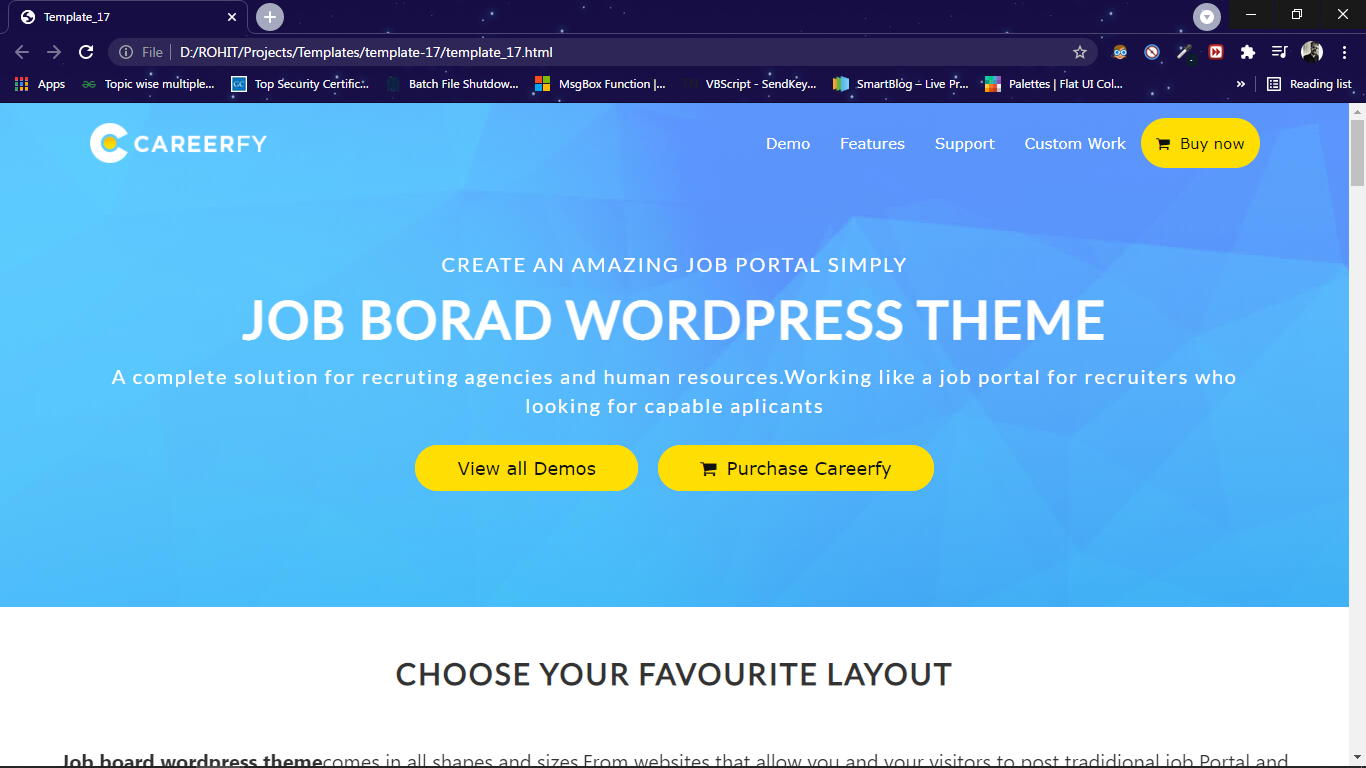 Template_17
File
D:/ROHIT/Projects/Templates/template-17/template_17.html
Apps
Topic wise multiple...
Top Security Certific...
Batch File Shutdow...
MsgBox Function |...
VBScript - SendKey...
SmartBlog – Live Pr...
Palettes | Flat UI Col...
»
Reading list
CAREERFY
Demo
Features
Support
Custom Work
Buy now
CREATE AN AMAZING JOB PORTAL SIMPLY
JOB BORAD WORDPRESS THEME
A complete solution for recruting agencies and human resources.Working like a job portal for recruiters who
looking for capable aplicants
View all Demos
Purchase Careerfy
CHOOSE YOUR FAVOURITE LAYOUT
Job board wordpress themecomes in all shapes and sizes.From websites that allow you and your visitors to post tradidional job Portal and